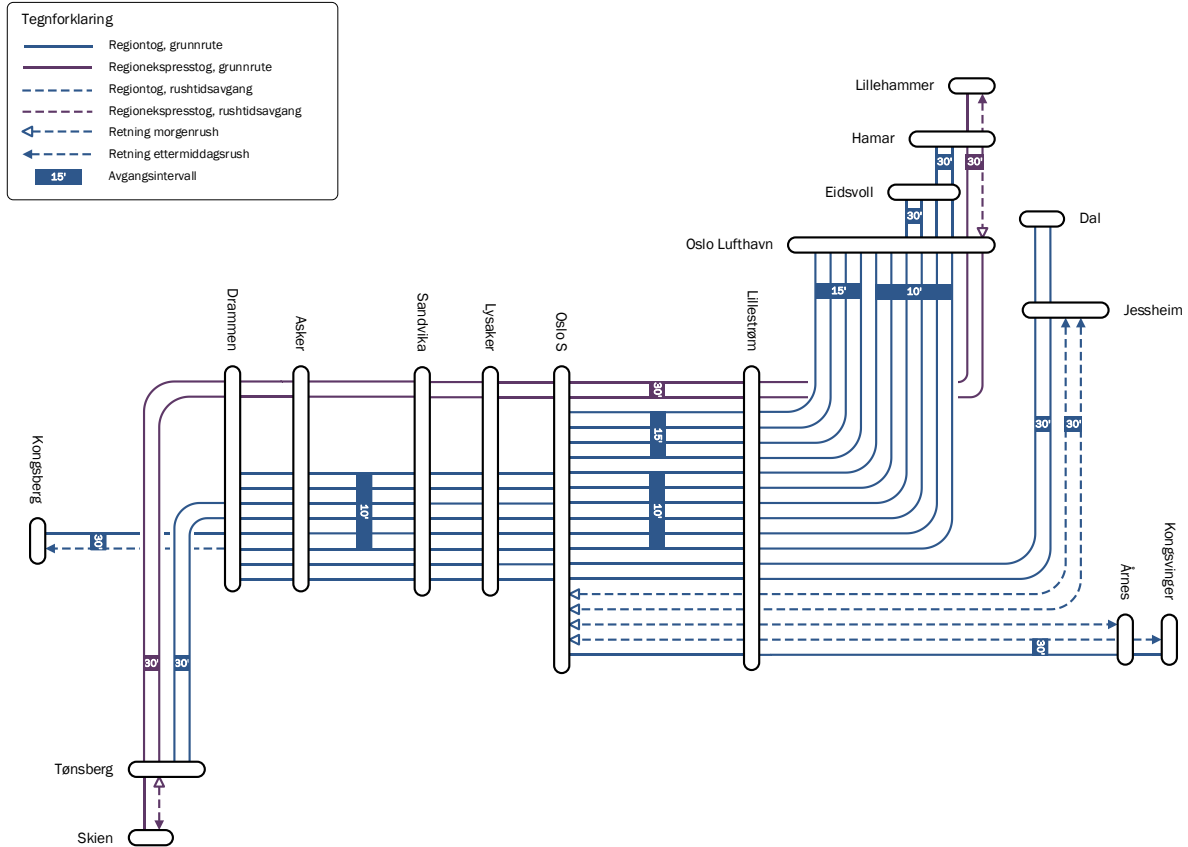 Tegnforklaring
Regiontog, grunnrute
Regionekspresstog, grunnrute
Regiontog, rushtidsavgang
Regionekspresstog, rushtidsavgang
Retning morgenrush
Retning ettermiddagsrush
15' Avgangsintervall
Lillehammer
Hamar
30' 30'
Eidsvoll
30'
Dal
Oslo Lufthavn
15' 10'
Jessheim
Drammen
Asker
Sandvika
Lysaker
Oslo S
Lillestrøm
30'
15'
30' 30'
Kongsberg
10'
10'
30'
Årnes
Kongsvinger
30'
30' 30'
Tønsberg
Skien